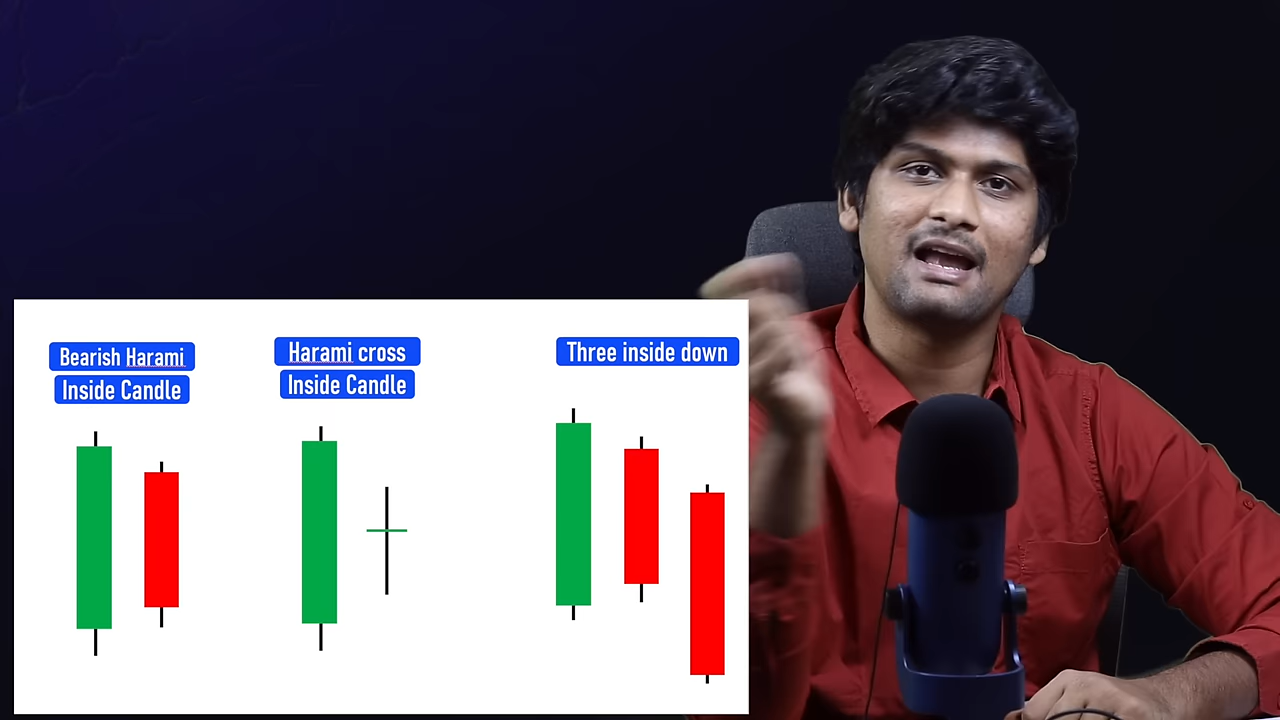 Bearish Harami
Inside Candle
Harami cross
Inside Candle
Three inside down